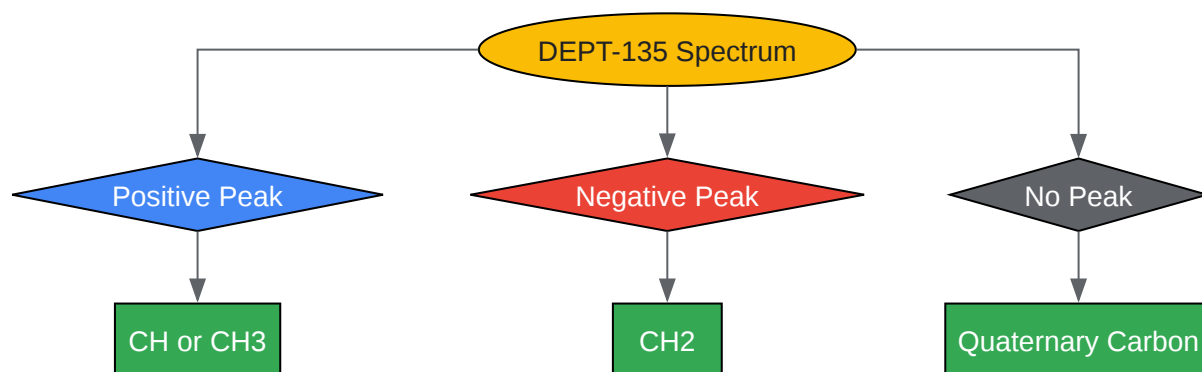 DEPT-135 Spectrum
Positive Peak
Negative Peak
No Peak
CH or CH3
CH2
Quaternary Carbon